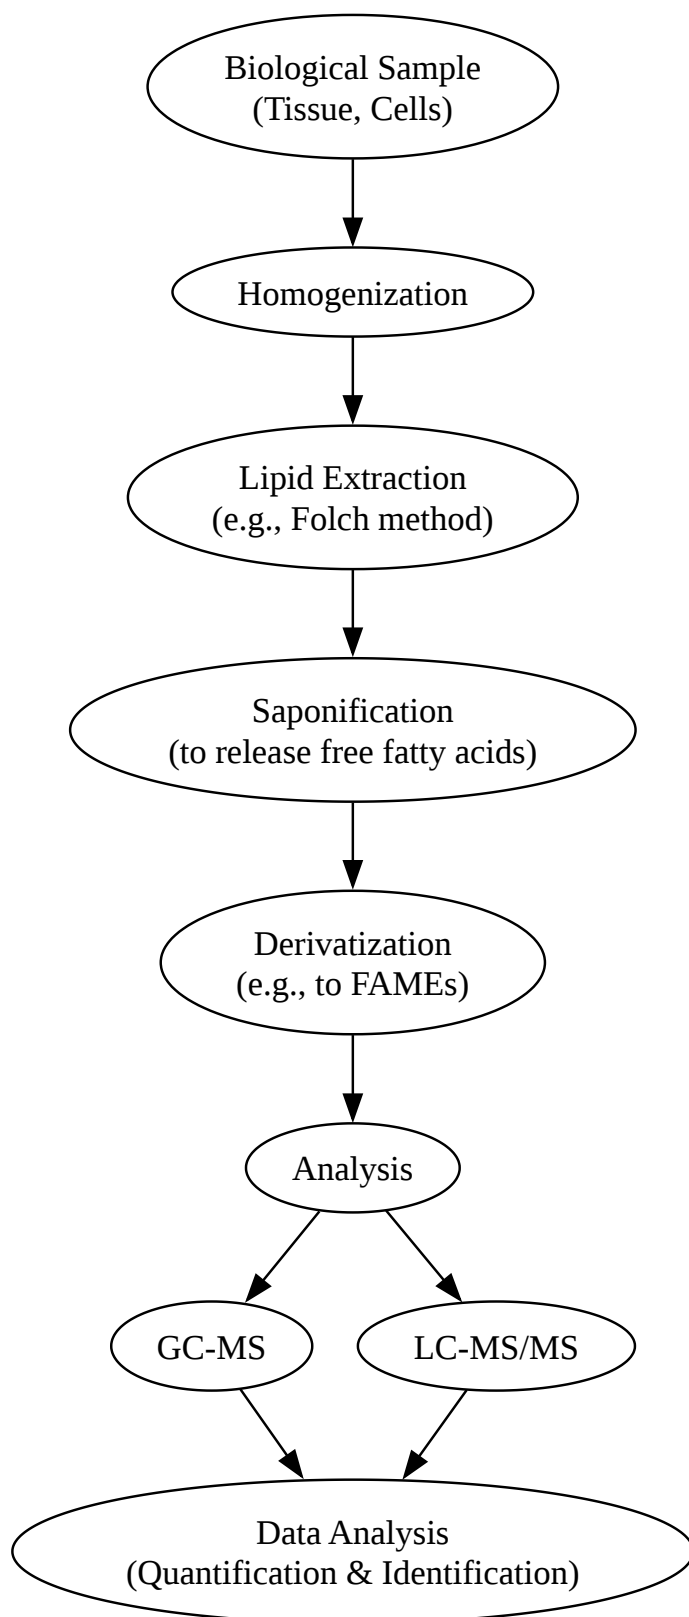 Biological Sample
(Tissue, Cells)
Homogenization
Lipid Extraction
(e.g., Folch method)
Saponification
(to release free fatty acids)
Derivatization
(e.g., to FAMEs)
Analysis
GC-MS
LC-MS/MS
Data Analysis
(Quantification & Identification)